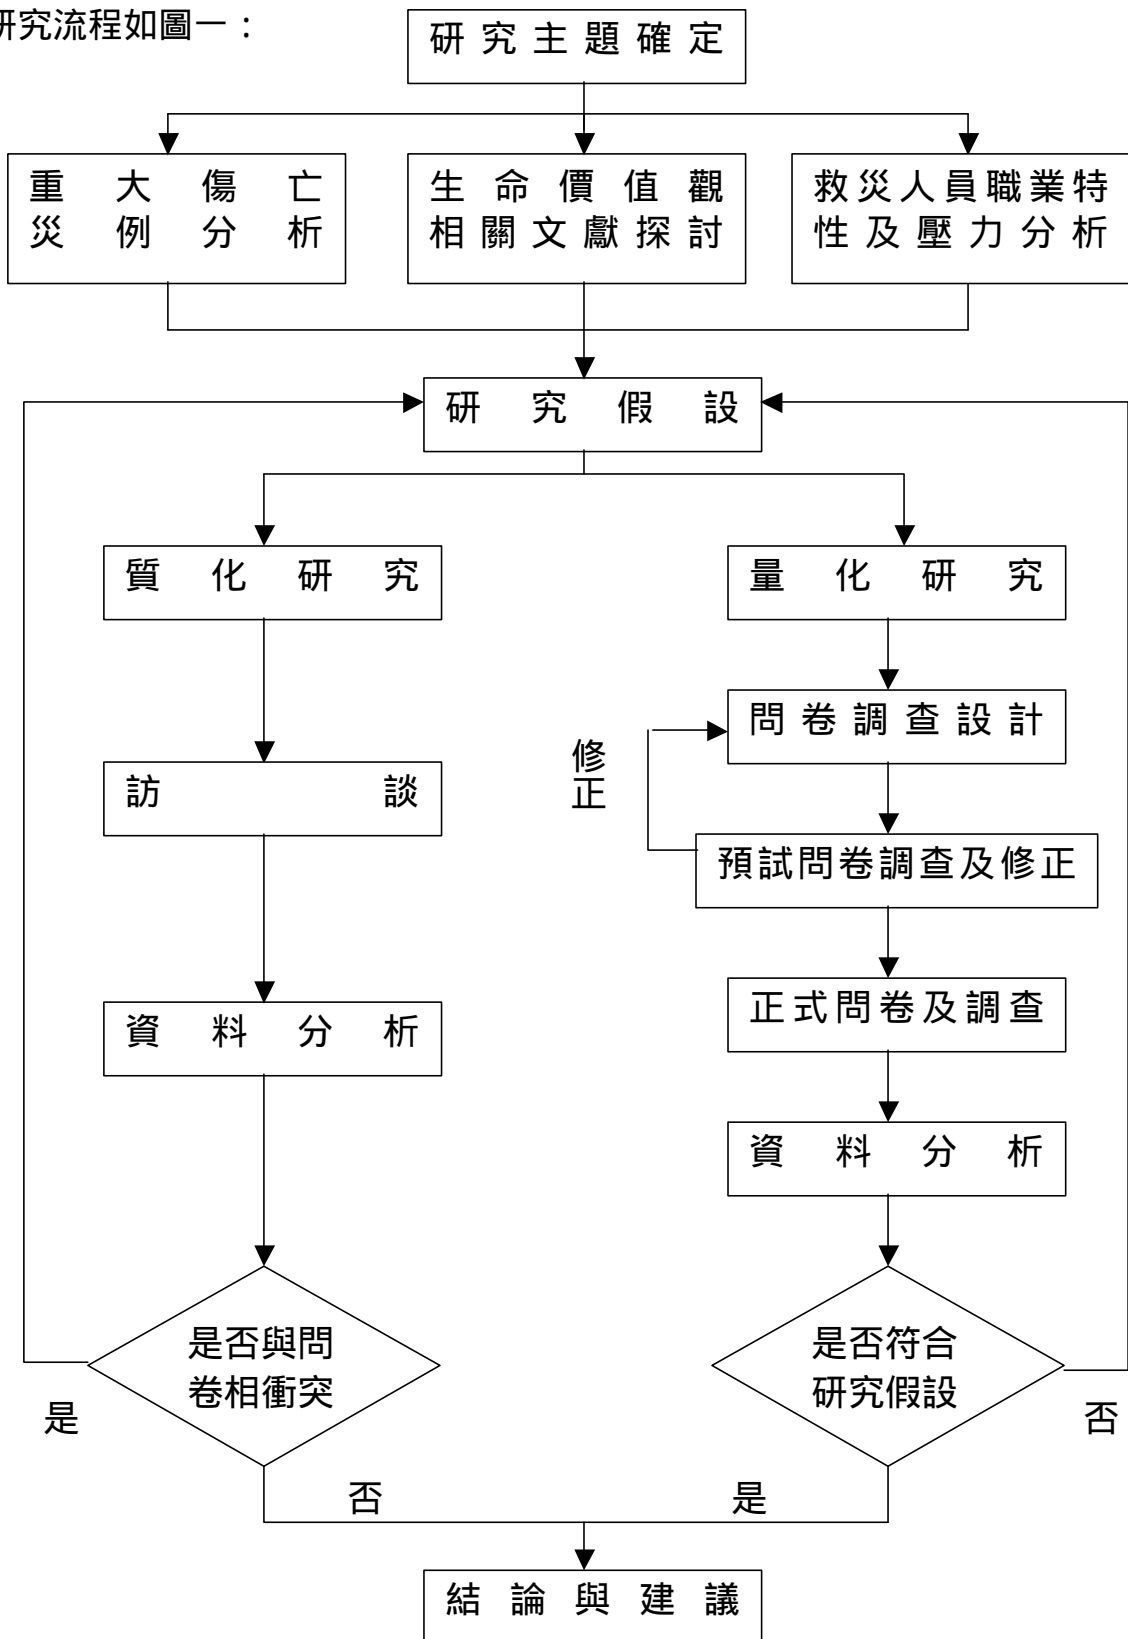 研究流程如圖一：
研究主題確定
重大傷亡
災例分析
生命價值觀
相關文獻探討
救災人員職業特
性及壓力分析
研究假設
質化研究
量化研究
問卷調查設計
修
正
訪談
預試問卷調查及修正
正式問卷及調查
資料分析
資料分析
是否與問
卷相衝突
是否符合
研究假設
是
否
否
是
結論與建議